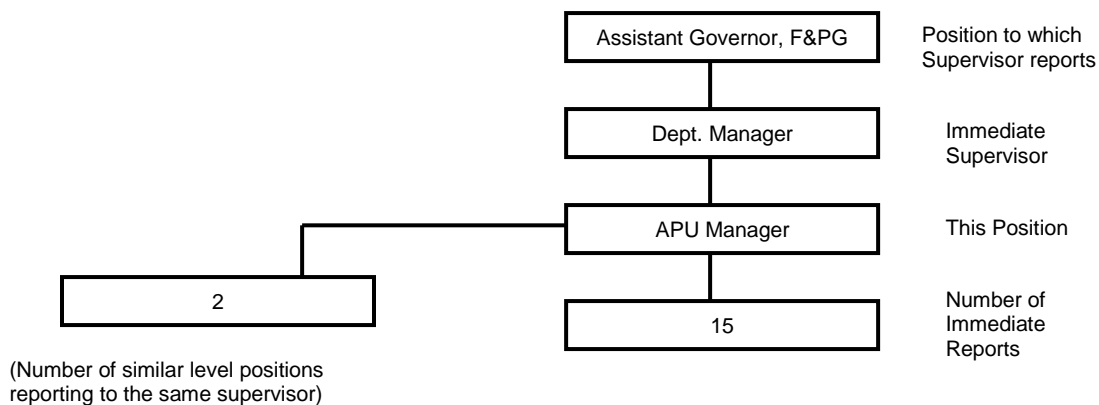 Assistant Governor, F&PG
Position to which
Supervisor reports
Dept. Manager
Immediate
Supervisor
APU Manager
This Position
2
15
Number of
Immediate
Reports
(Number of similar level positions
reporting to the same supervisor)